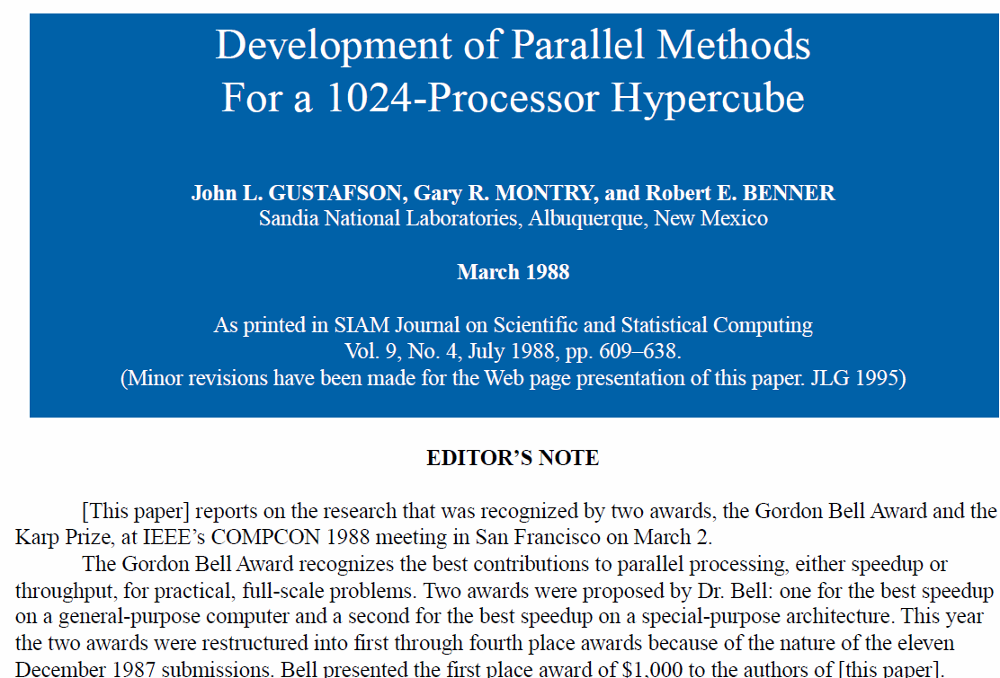 Development of Parallel Methods
For a 1024-Processor Hypercube
John L. GUSTAFSON, Gary R. MONTRY, and Robert E. BENNER
Sandia National Laboratories, Albuquerque, New Mexico
March 1988
As printed in SIAM Journal on Scientific and Statistical Computing
Vol. 9, No. 4, July 1988, pp. 609–638.
(Minor revisions have been made for the Web page presentation of this paper. JLG 1995)
EDITOR’S NOTE
[This paper] reports on the research that was recognized by two awards, the Gordon Bell Award and the
Karp Prize, at IEEE’s COMPCON 1988 meeting in San Francisco on March 2.
The Gordon Bell Award recognizes the best contributions to parallel processing, either speedup or
throughput, for practical, full-scale problems. Two awards were proposed by Dr. Bell: one for the best speedup
on a general-purpose computer and a second for the best speedup on a special-purpose architecture. This year
the two awards were restructured into first through fourth place awards because of the nature of the eleven
December 1987 submissions. Bell presented the first place award of $1,000 to the authors of [this paper].